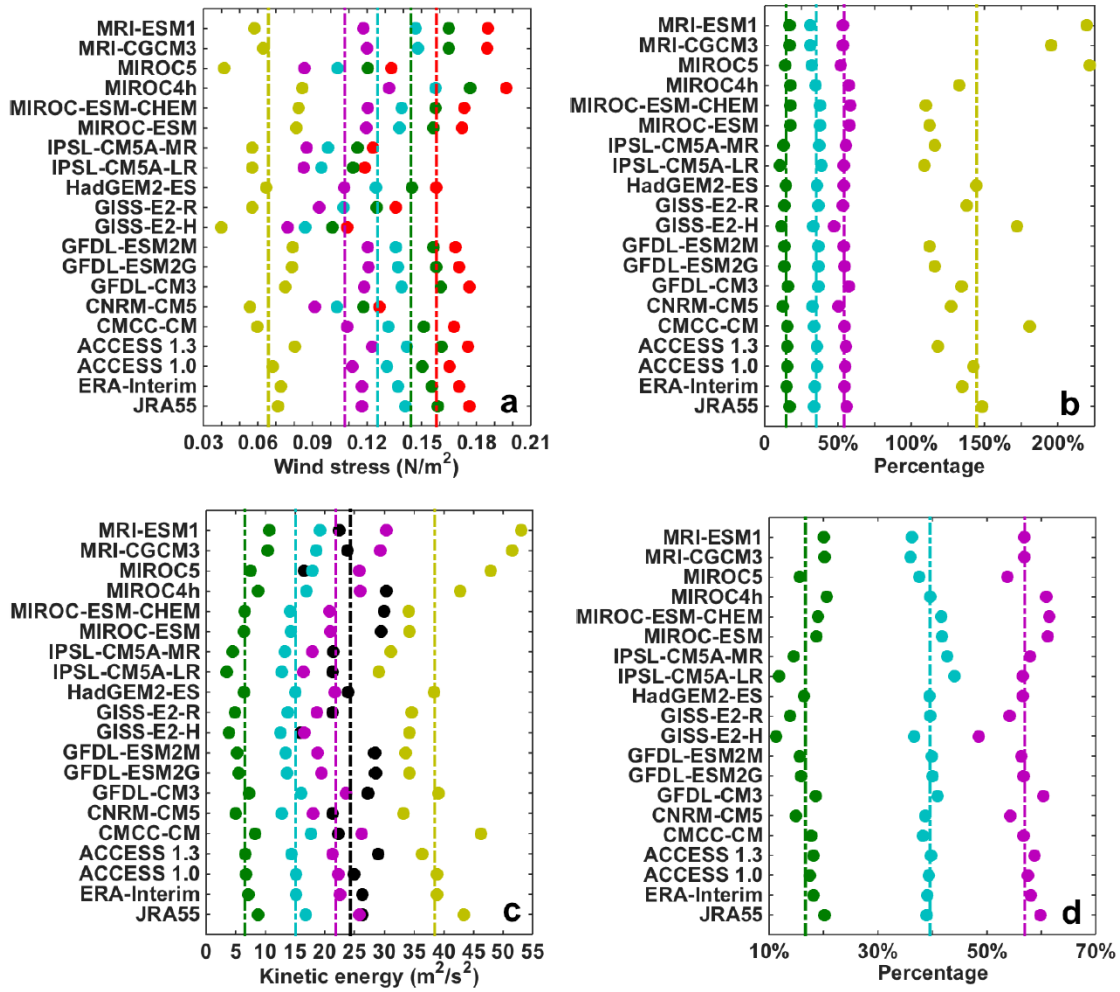 MRI-ESM1
MRI-CGCM3
MIROC5
MIROC4h
MIROC-ESM-CHEM
MIROC-ESM
IPSL-CM5A-MR
IPSL-CM5A-LR
HadGEM2-ES
GISS-E2-R
GISS-E2-H
GFDL-ESM2M
GFDL-ESM2G
GFDL-CM3
CNRM-CM5
CMCC-CM
ACCESS 1.3
ACCESS 1.0
ERA-Interim
JRA55
a
0.03 0.06 0.09 0.12 0.15 0.18 0.21
Wind stress (N/m²)
MRI-ESM1
MRI-CGCM3
MIROC5
MIROC4h
MIROC-ESM-CHEM
MIROC-ESM
IPSL-CM5A-MR
IPSL-CM5A-LR
HadGEM2-ES
GISS-E2-R
GISS-E2-H
GFDL-ESM2M
GFDL-ESM2G
GFDL-CM3
CNRM-CM5
CMCC-CM
ACCESS 1.3
ACCESS 1.0
ERA-Interim
JRA55
b
0 50% 100% 150% 200%
Percentage
MRI-ESM1
MRI-CGCM3
MIROC5
MIROC4h
MIROC-ESM-CHEM
MIROC-ESM
IPSL-CM5A-MR
IPSL-CM5A-LR
HadGEM2-ES
GISS-E2-R
GISS-E2-H
GFDL-ESM2M
GFDL-ESM2G
GFDL-CM3
CNRM-CM5
CMCC-CM
ACCESS 1.3
ACCESS 1.0
ERA-Interim
JRA55
c
0 5 10 15 20 25 30 35 40 45 50 55
Kinetic energy (m²/s²)
MRI-ESM1
MRI-CGCM3
MIROC5
MIROC4h
MIROC-ESM-CHEM
MIROC-ESM
IPSL-CM5A-MR
IPSL-CM5A-LR
HadGEM2-ES
GISS-E2-R
GISS-E2-H
GFDL-ESM2M
GFDL-ESM2G
GFDL-CM3
CNRM-CM5
CMCC-CM
ACCESS 1.3
ACCESS 1.0
ERA-Interim
JRA55
d
10% 30% 50% 70%
Percentage